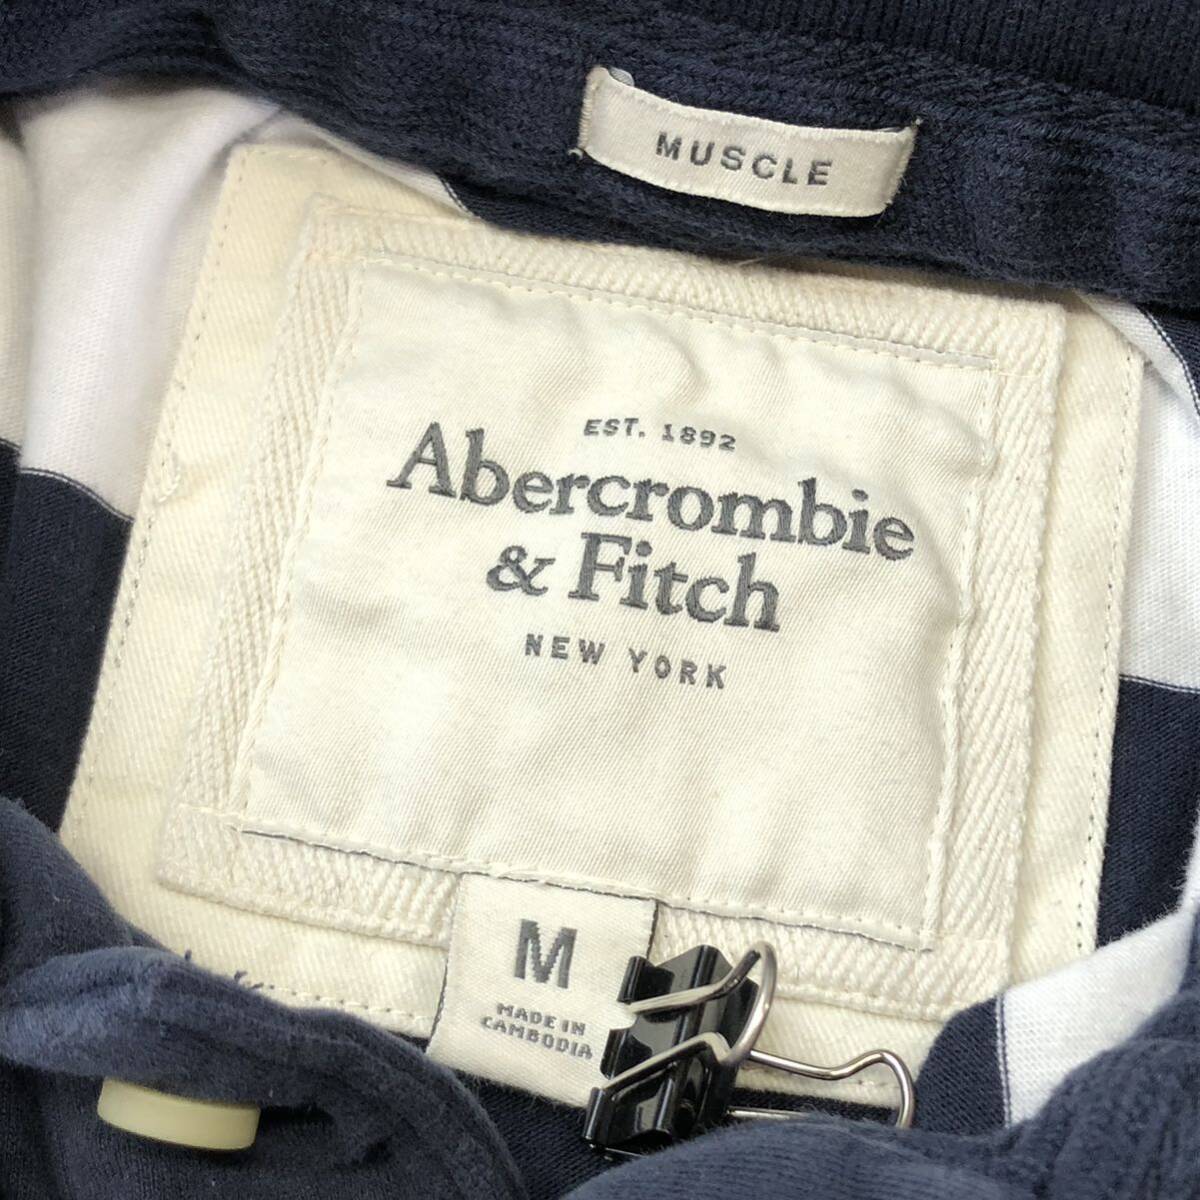 MUSCLE
EST. 1892
Abercrombie
& Fitch
NEW YORK
M
MADE IN
CAMBODIA